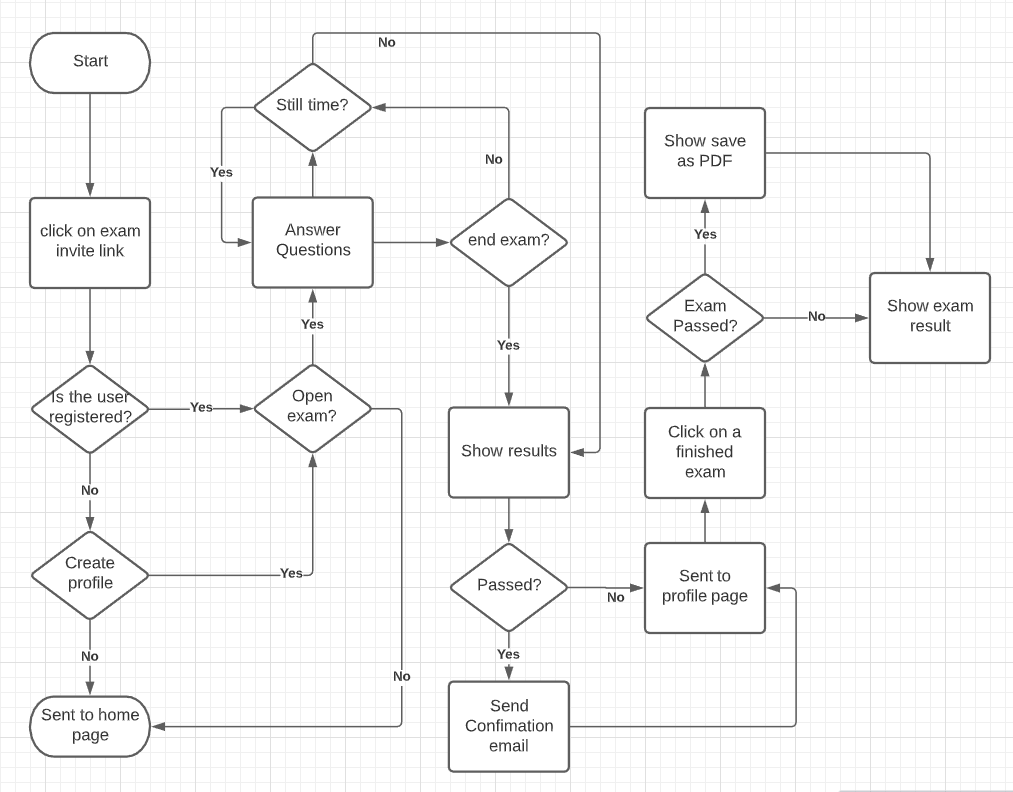 Start
click on exam
invite link
Is the user
registered?
Yes
No
Create
profile
Yes
No
Sent to home
page
No
Still time?
Yes
Answer
Questions
Yes
Open
exam?
No
No
end exam?
Yes
Show results
Passed?
No
Yes
Send
Confimation
email
Show save
as PDF
Yes
Exam
Passed?
No
Show exam
result
Click on a
finished
exam
Sent to
profile page